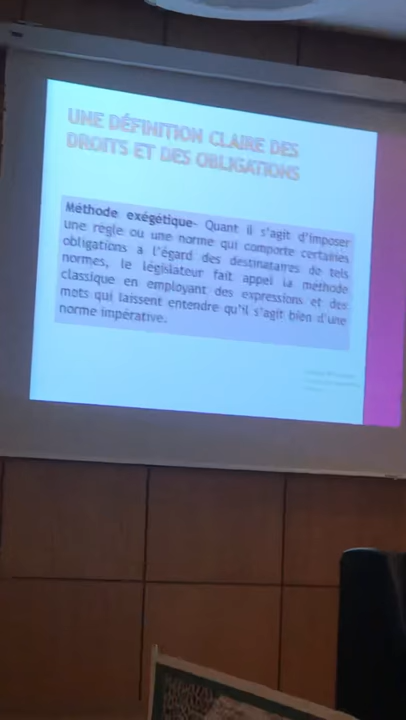 UNE DÉFINITION CLAIRE DES
DROITS ET DES OBLIGATIONS
Méthode exégétique- Quant il s'agit d'imposer
une règle ou une norme qui comporte certaines
obligations à l'égard des destinataires de tels
normes, le législateur fait appel la méthode
classique en employant des expressions et des
mots qui laissent entendre qu'il s'agit bien d'une
norme impérative.